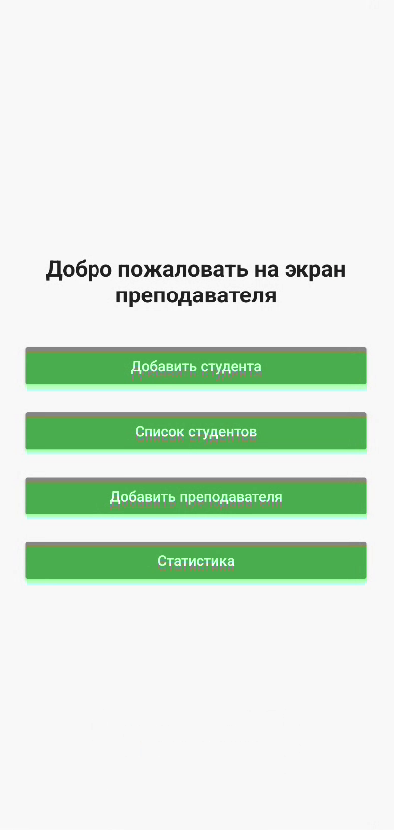 Добро пожаловать на экран
преподавателя
Добавить студента
Список студентов
Добавить преподавателя
Статистика